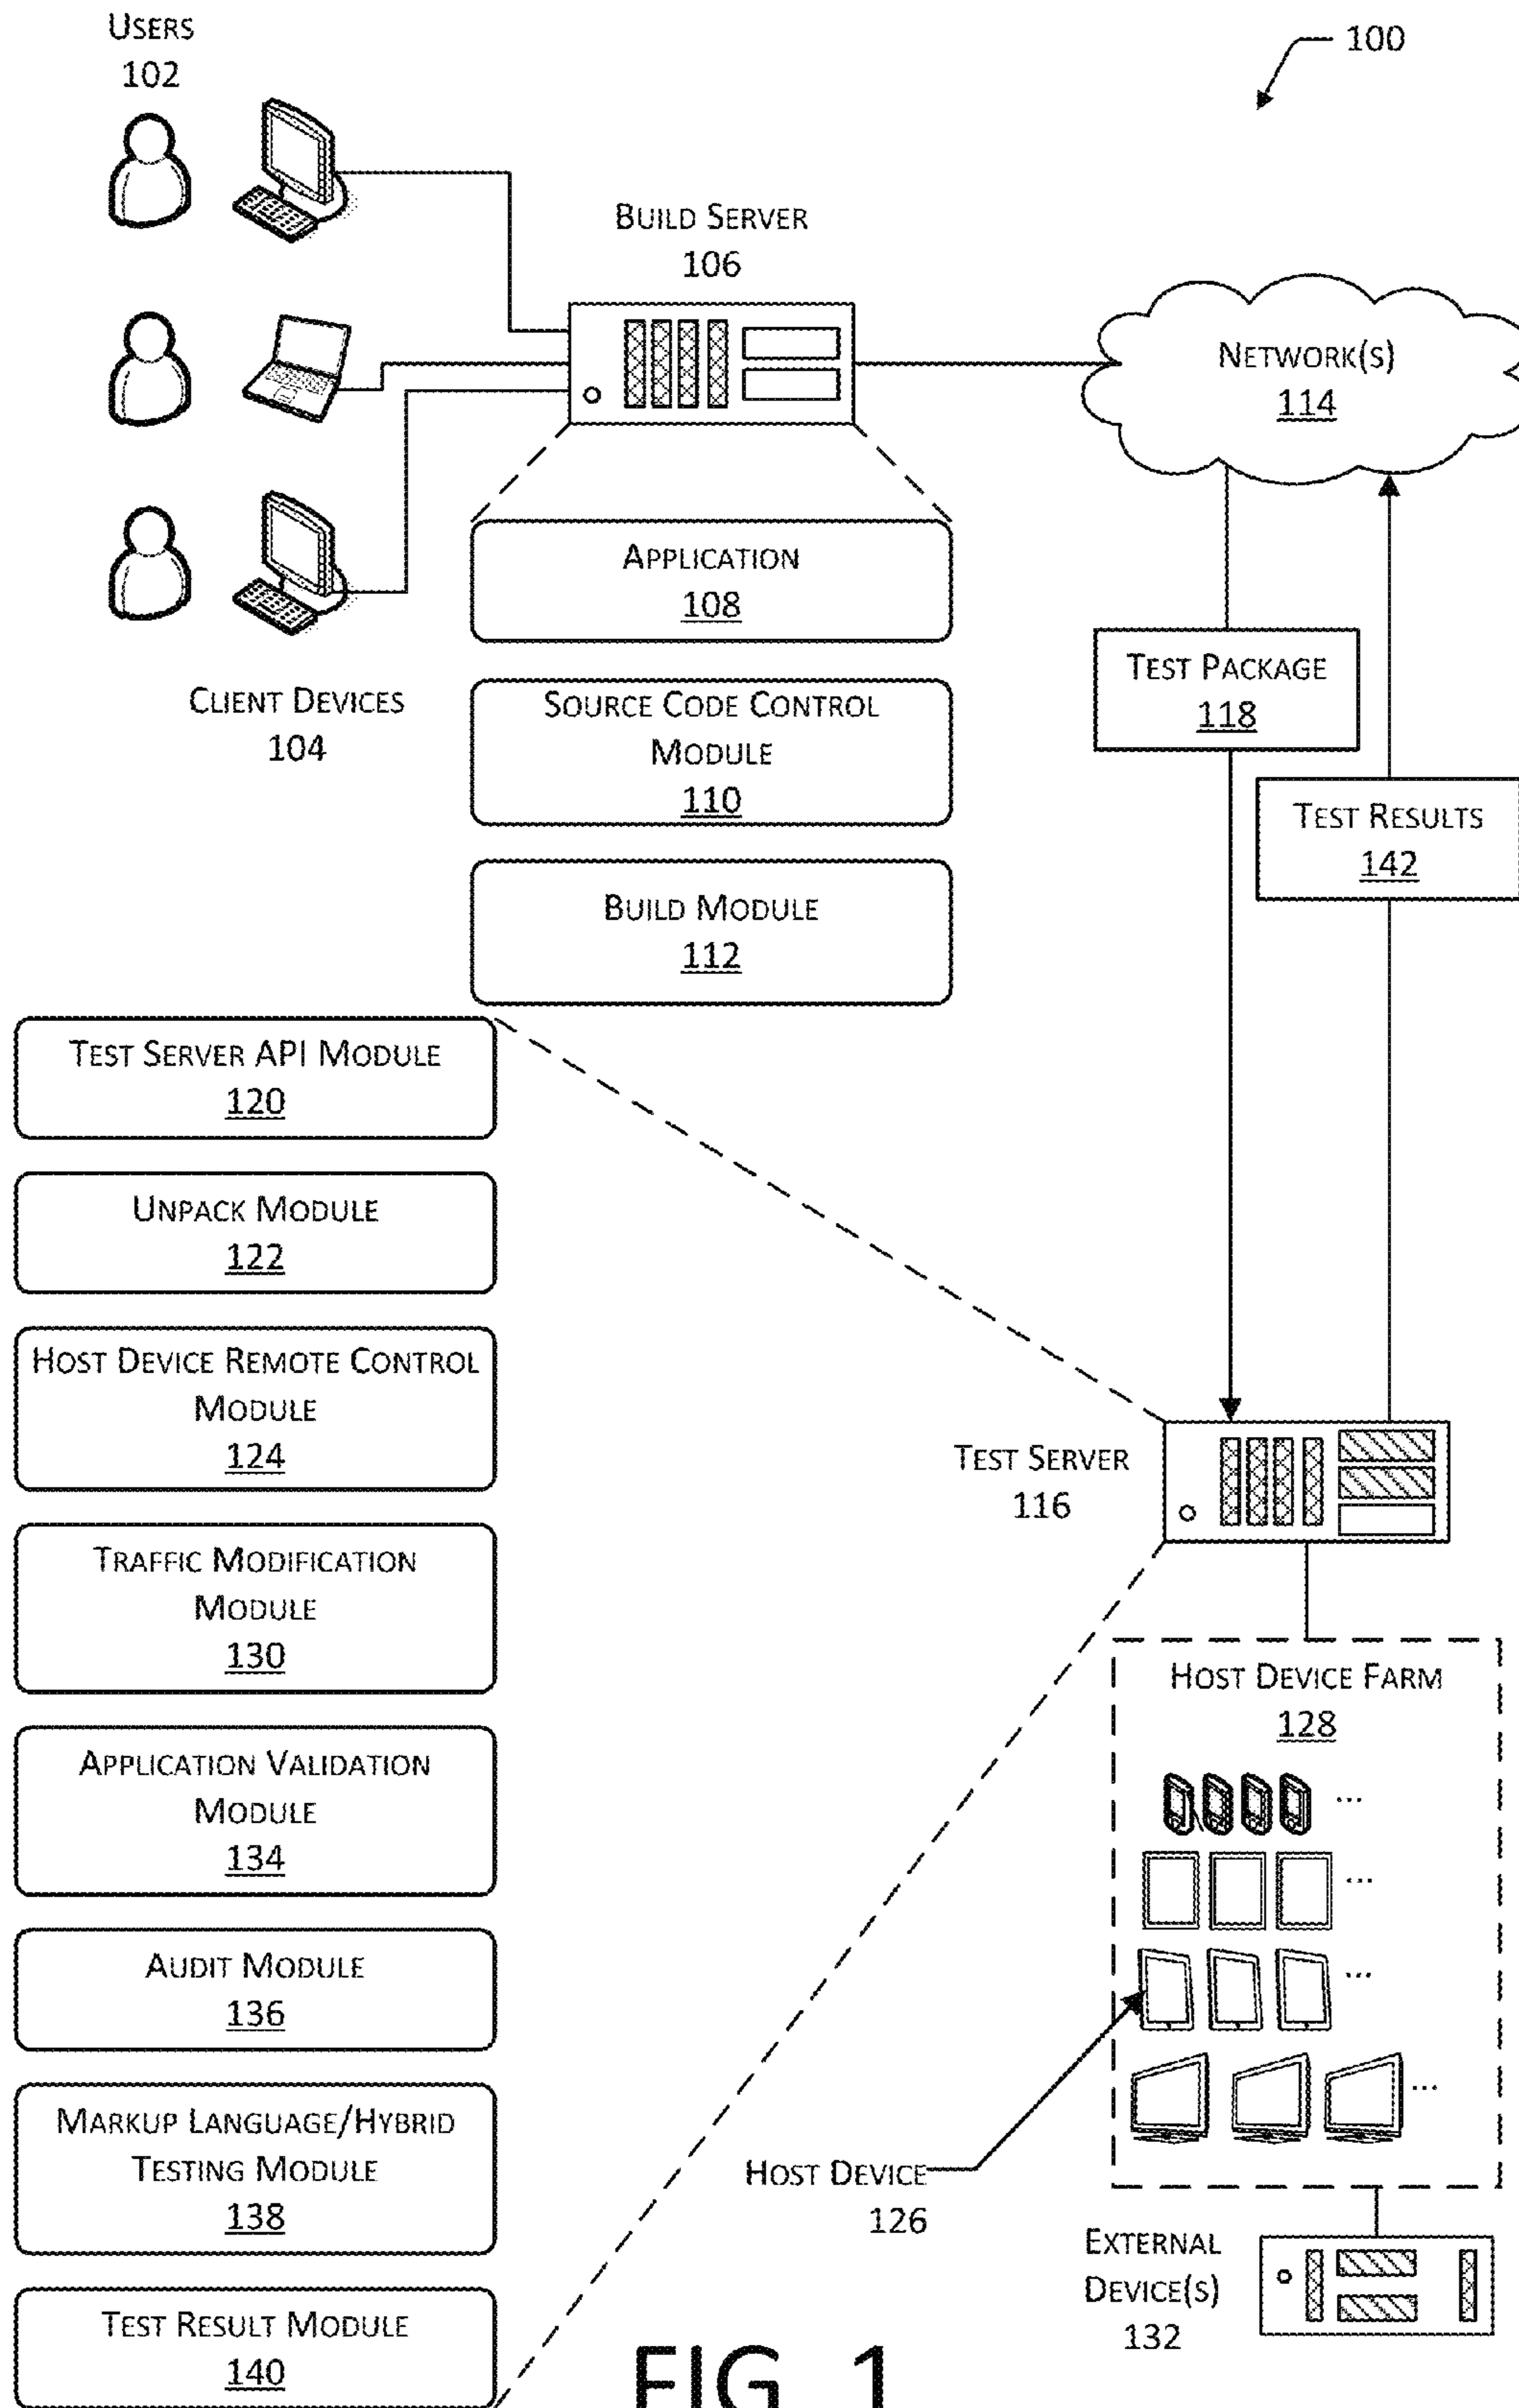 USERS
102
100
BUILD SERVER
106
NETWORK(S)
114
APPLICATION
108
TEST PACKAGE
118
CLIENT DEVICES
104
SOURCE CODE CONTROL
MODULE
110
TEST RESULTS
142
BUILD MODULE
112
TEST SERVER API MODULE
120
UNPACK MODULE
122
HOST DEVICE REMOTE CONTROL
MODULE
124
TEST SERVER
116
TRAFFIC MODIFICATION
MODULE
130
HOST DEVICE FARM
128
...
...
...
...
APPLICATION VALIDATION
MODULE
134
AUDIT MODULE
136
MARKUP LANGUAGE/HYBRID
TESTING MODULE
138
HOST DEVICE
126
EXTERNAL
DEVICE(S)
132
TEST RESULT MODULE
140
FIG. 1